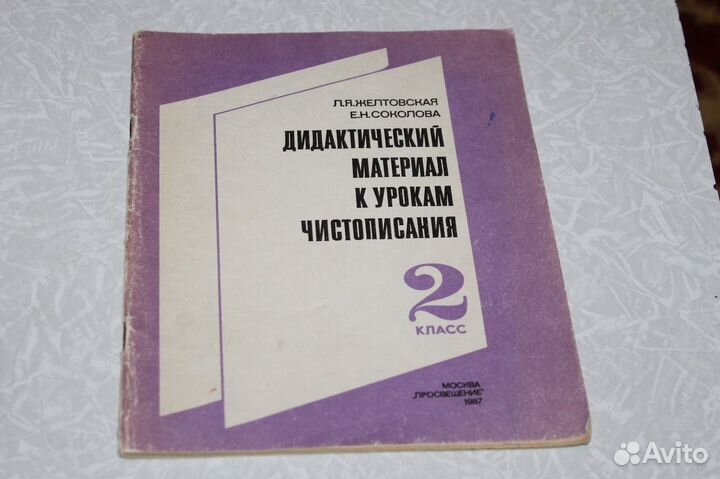 Л.Я.ЖЕЛТОВСКАЯ
Е.Н.СОКОЛОВА
ДИДАКТИЧЕСКИЙ
МАТЕРИАЛ
К УРОКАМ
ЧИСТОПИСАНИЯ
2
КЛАСС
МОСКВА
„ПРОСВЕЩЕНИЕ"
1987
Avito